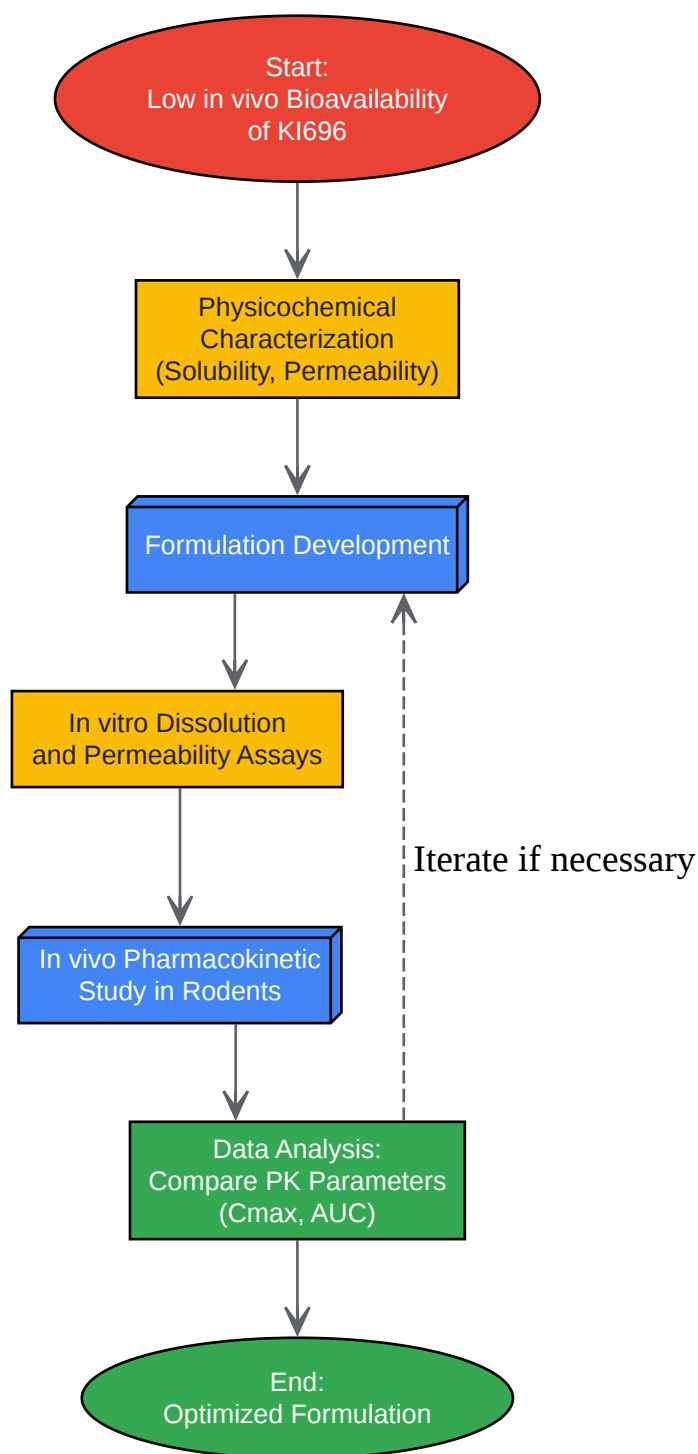 Start:
Low in vivo Bioavailability
of KI696
Physicochemical
Characterization
(Solubility, Permeability)
Formulation Development
In vitro Dissolution
and Permeability Assays
Iterate if necessary
In vivo Pharmacokinetic
Study in Rodents
Data Analysis:
Compare PK Parameters
(Cmax, AUC)
End:
Optimized Formulation